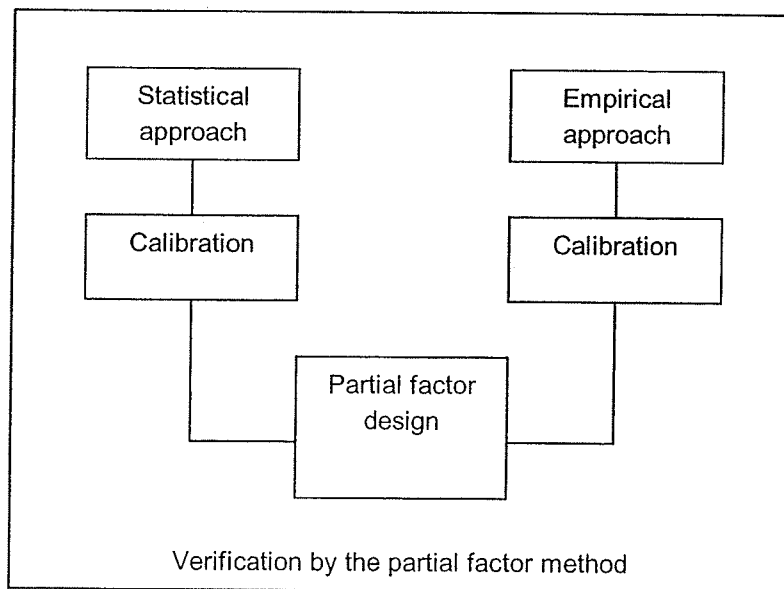 Statistical
approach
Empirical
approach
Calibration
Calibration
Partial factor
design
Verification by the partial factor method